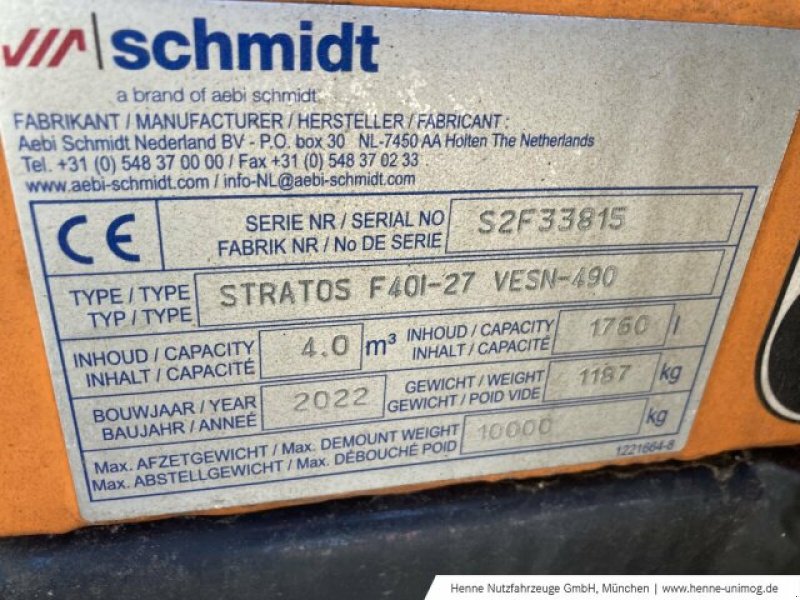 schmidt
a brand of aebi schmidt
FABRIKANT / MANUFACTURER / HERSTELLER / FABRICANT :
Aebi Schmidt Nederland BV - P.O. box 30 NL-7450 AA Holten The Netherlands
Tel. +31 (0) 548 37 00 00 / Fax +31 (0) 548 37 02 33
www.aebi-schmidt.com / info-NL@aebi-schmidt.com
CE
SERIE NR / SERIAL NO
FABRIK NR / No DE SERIE
S2F33815
TYPE / TYPE
TYP / TYPE
STRATOS F40I-27 VESN-490
INHOUD / CAPACITY
INHALT / CAPACITÉ
4.0 m³
INHOUD / CAPACITY
INHALT / CAPACITÉ
1760 l
BOUWJAAR / YEAR
BAUJAHR / ANNEÉ
2022
GEWICHT / WEIGHT
GEWICHT / POID VIDE
1187 kg
Max. AFZETGEWICHT / Max. DEMOUNT WEIGHT
Max. ABSTELLGEWICHT / Max. DÉBOUCHÉ POID
10000 kg
1221664-8
Henne Nutzfahrzeuge GmbH, München | www.henne-unimog.de